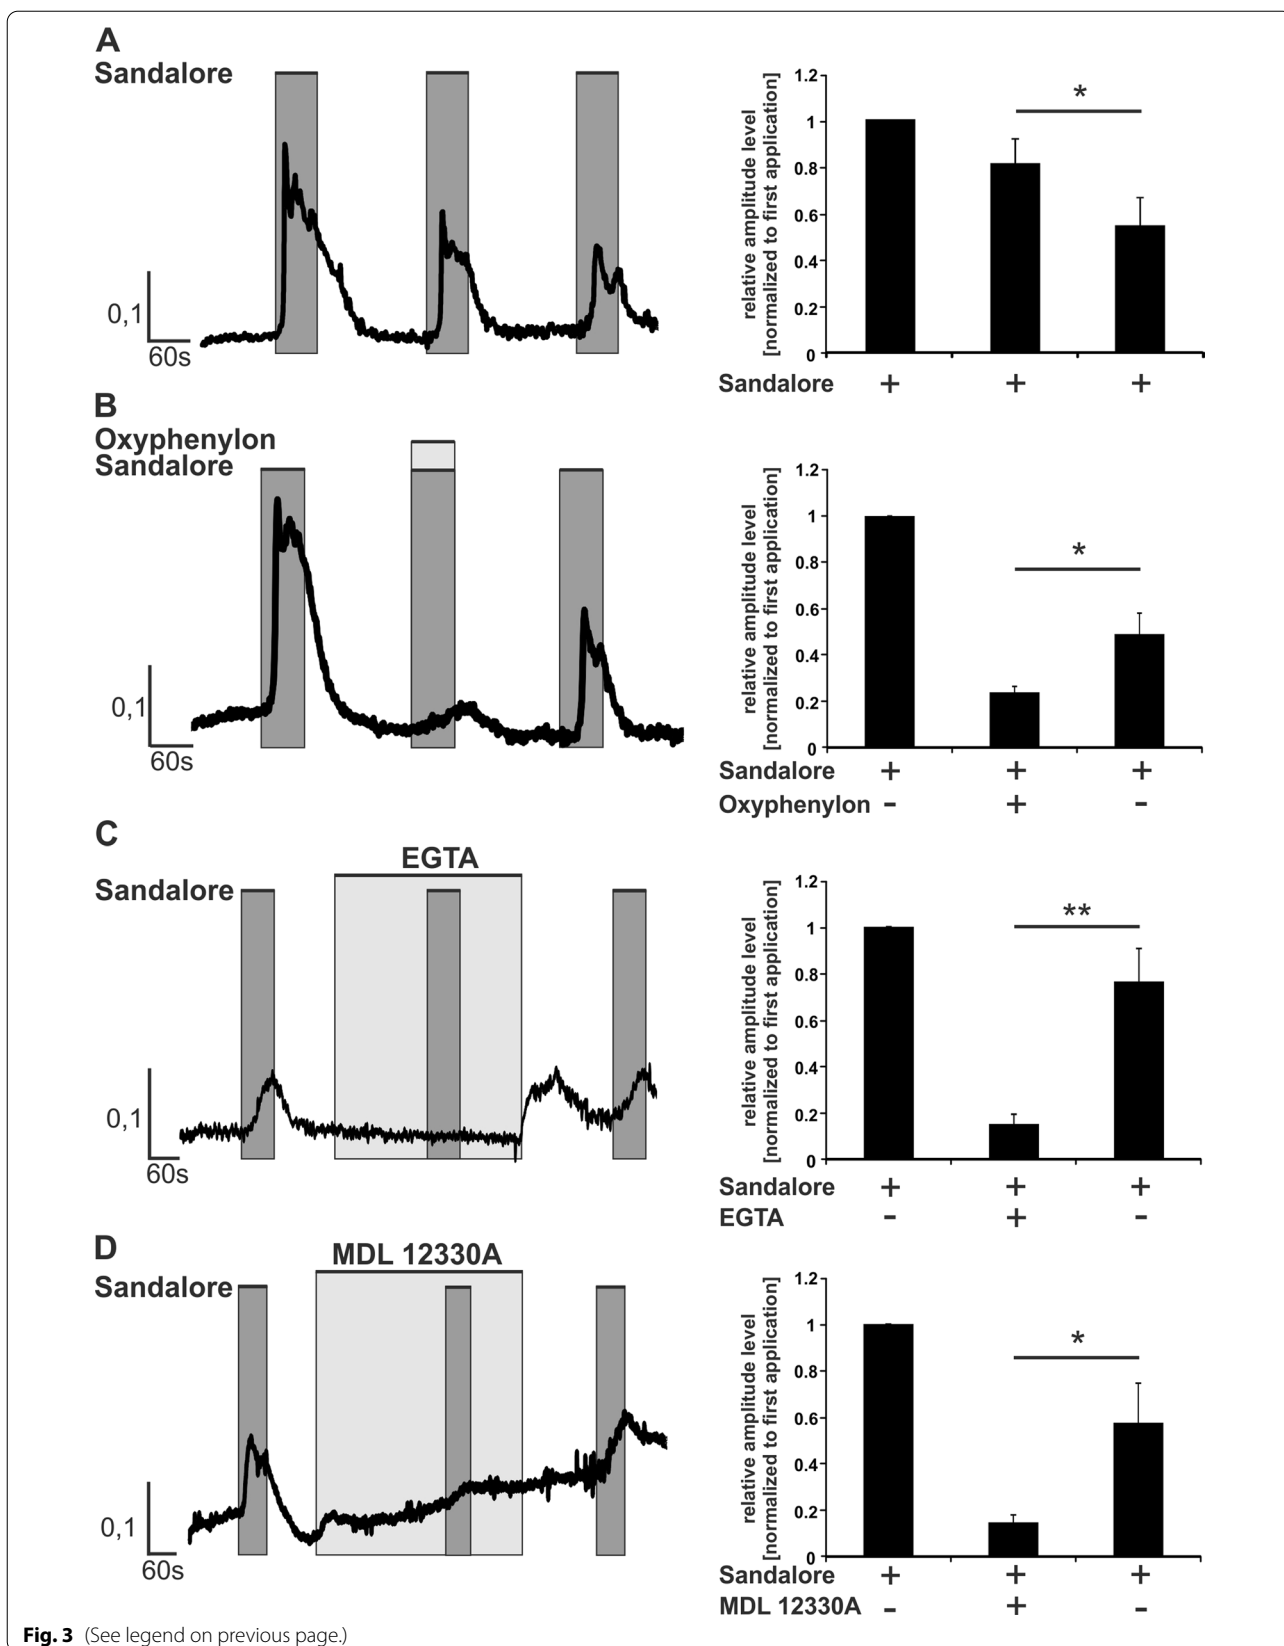 A
Sandalore
0,1
60s
relative amplitude level
[normalized to first application]
1.2
1
0.8
0.6
0.4
0.2
0
*
Sandalore + + +
B
Oxyphenylon
Sandalore
0,1
60s
relative amplitude level
[normalized to first application]
1.2
1
0.8
0.6
0.4
0.2
0
*
Sandalore + + +
Oxyphenylon - + -
C
EGTA
Sandalore
0,1
60s
relative amplitude level
[normalized to first application]
1.2
1
0.8
0.6
0.4
0.2
0
**
Sandalore + + +
EGTA - + -
D
MDL 12330A
Sandalore
0,1
60s
relative amplitude level
[normalized to first application]
1.2
1
0.8
0.6
0.4
0.2
0
*
Sandalore + + +
MDL 12330A - + -
Fig. 3 (See legend on previous page.)